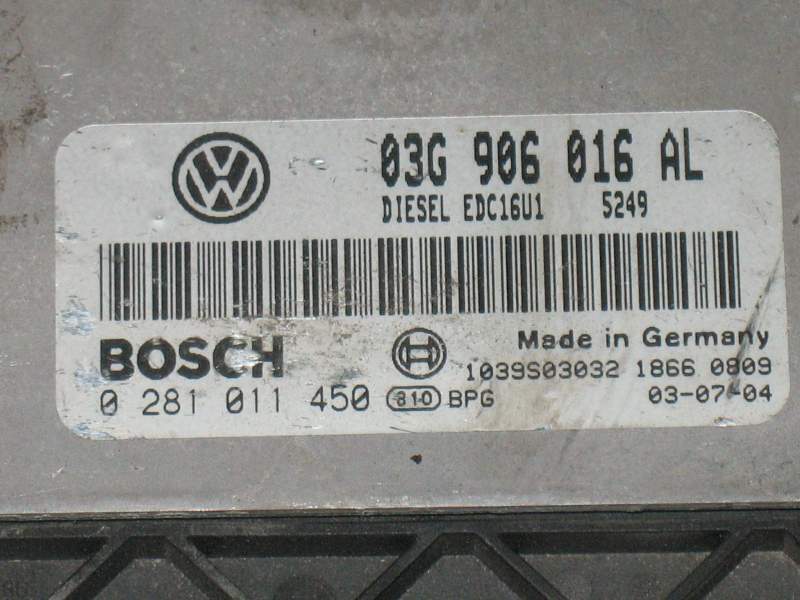 03G 906 016 AL
DIESEL EDC16U1 5249
BOSCH
Made in Germany
1039S03032 1866 0809
0 281 011 450 310 BPG 03-07-04